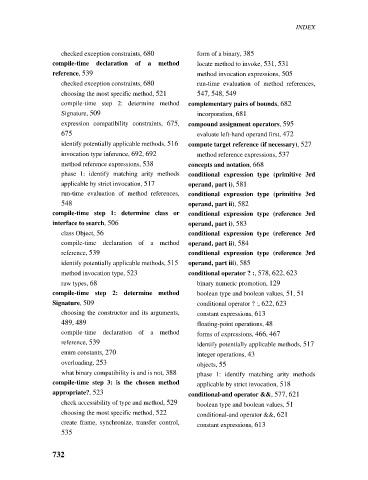 INDEX
checked exception constraints, 680
compile-time declaration of a method
reference, 539
checked exception constraints, 680
choosing the most specific method, 521
compile-time step 2: determine method
Signature, 509
expression compatibility constraints, 675,
675
identify potentially applicable methods, 516
invocation type inference, 692, 692
method reference expressions, 538
phase 1: identify matching arity methods
applicable by strict invocation, 517
run-time evaluation of method references,
548
compile-time step 1: determine class or
interface to search, 506
class Object, 56
compile-time declaration of a method
reference, 539
identify potentially applicable methods, 515
method invocation type, 523
raw types, 68
compile-time step 2: determine method
Signature, 509
choosing the constructor and its arguments,
489, 489
compile-time declaration of a method
reference, 539
enum constants, 270
overloading, 253
what binary compatibility is and is not, 388
compile-time step 3: is the chosen method
appropriate?, 523
check accessibility of type and method, 529
choosing the most specific method, 522
create frame, synchronize, transfer control,
535
form of a binary, 385
locate method to invoke, 531, 531
method invocation expressions, 505
run-time evaluation of method references,
547, 548, 549
complementary pairs of bounds, 682
incorporation, 681
compound assignment operators, 595
evaluate left-hand operand first, 472
compute target reference (if necessary), 527
method reference expressions, 537
concepts and notation, 668
conditional expression type (primitive 3rd
operand, part i), 581
conditional expression type (primitive 3rd
operand, part ii), 582
conditional expression type (reference 3rd
operand, part i), 583
conditional expression type (reference 3rd
operand, part ii), 584
conditional expression type (reference 3rd
operand, part iii), 585
conditional operator ? :, 578, 622, 623
binary numeric promotion, 129
boolean type and boolean values, 51, 51
conditional operator ? :, 622, 623
constant expressions, 613
floating-point operations, 48
forms of expressions, 466, 467
identify potentially applicable methods, 517
integer operations, 43
objects, 55
phase 1: identify matching arity methods
applicable by strict invocation, 518
conditional-and operator &&, 577, 621
boolean type and boolean values, 51
conditional-and operator &&, 621
constant expressions, 613
732